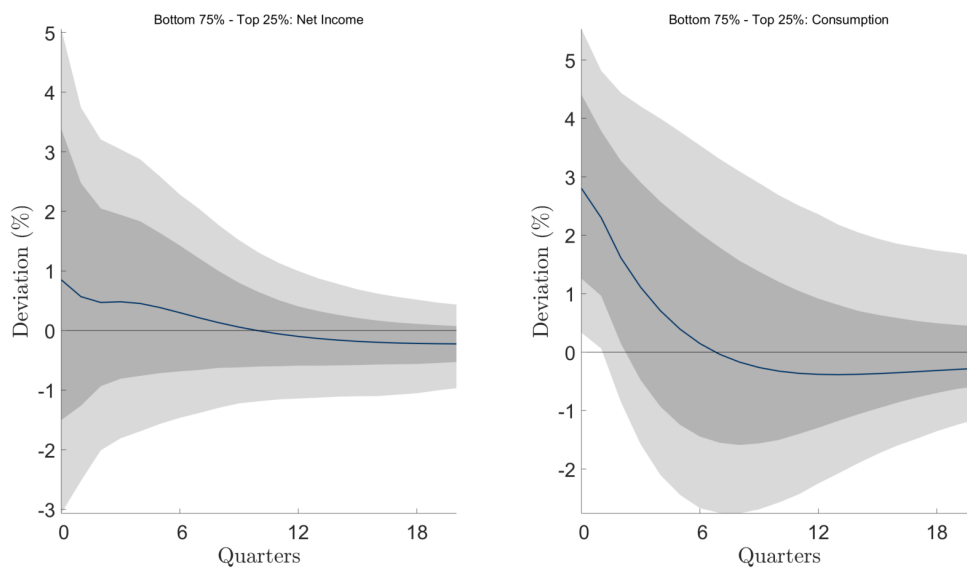 Bottom 75% - Top 25%: Net Income
5
4
3
2
1
0
-1
-2
-3
Deviation (%)
0 6 12 18
Quarters
Bottom 75% - Top 25%: Consumption
5
4
3
2
1
0
-1
-2
Deviation (%)
0 6 12 18
Quarters